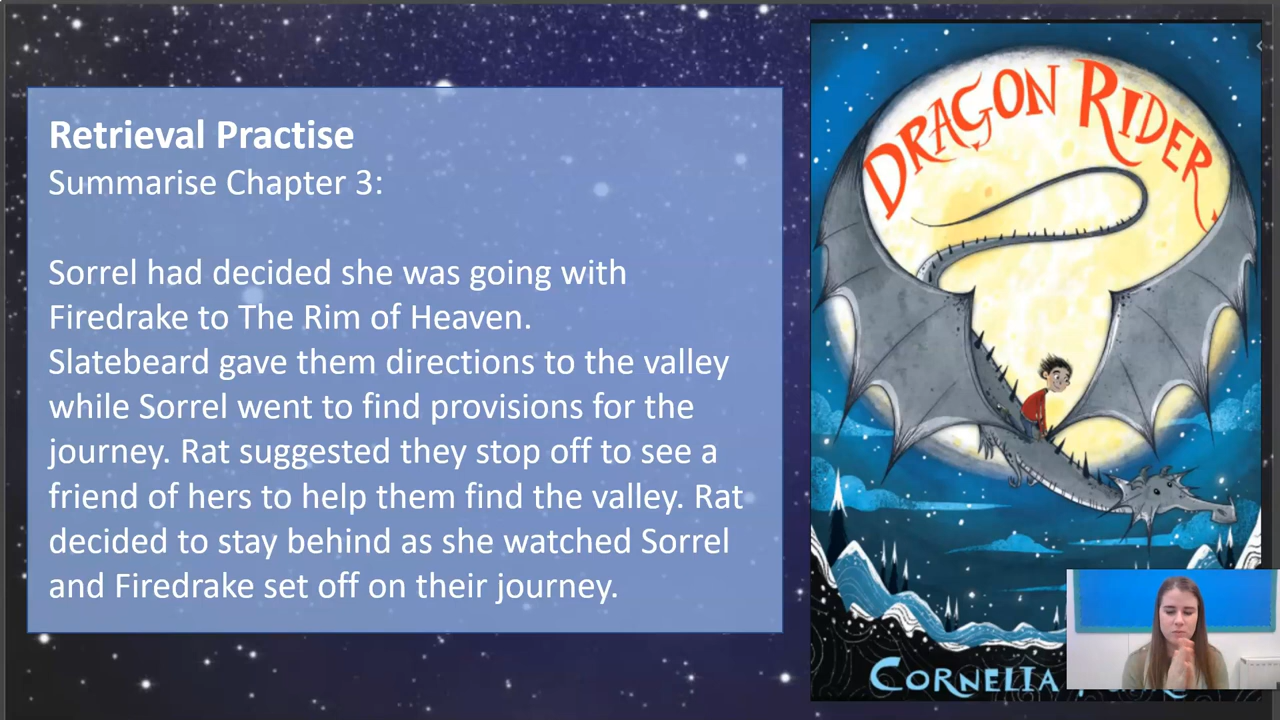 Retrieval Practise
Summarise Chapter 3:
Sorrel had decided she was going with
Firedrake to The Rim of Heaven.
Slatebeard gave them directions to the valley
while Sorrel went to find provisions for the
journey. Rat suggested they stop off to see a
friend of hers to help them find the valley. Rat
decided to stay behind as she watched Sorrel
and Firedrake set off on their journey.
DRAGON RIDER
CORNELIA